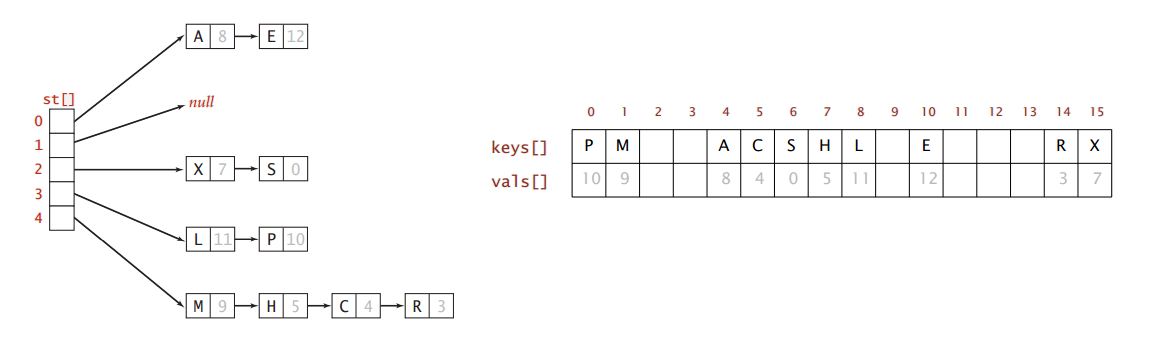 A 8 E 12
st[]
null
0
1
2
3
4
X 7 S 0
L 11 P 10
M 9 H 5 C 4 R 3
0 1 2 3 4 5 6 7 8 9 10 11 12 13 14 15
keys[] P M A C S H L E R X
vals[] 10 9 8 4 0 5 11 12 3 7